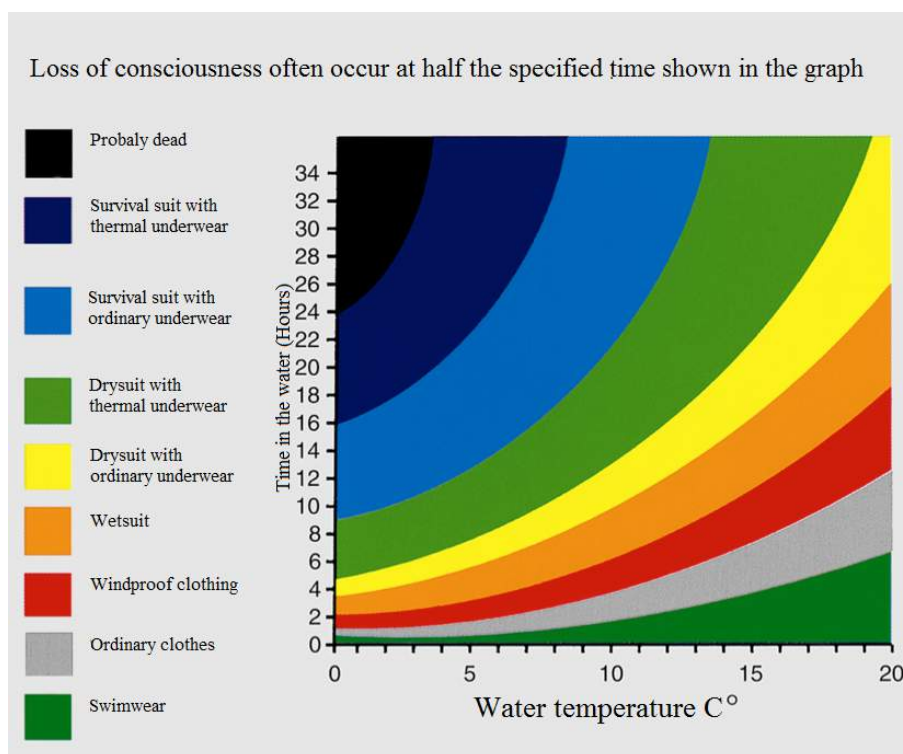 Loss of consciousness often occur at half the specified time shown in the graph
Probaly dead
Survival suit with
thermal underwear
Survival suit with
ordinary underwear
Drysuit with
thermal underwear
Drysuit with
ordinary underwear
Wetsuit
Windproof clothing
Ordinary clothes
Swimwear
Time in the water (Hours)
34
32
30
28
26
24
22
20
18
16
14
12
10
8
6
4
2
0
0 5 10 15 20
Water temperature C°